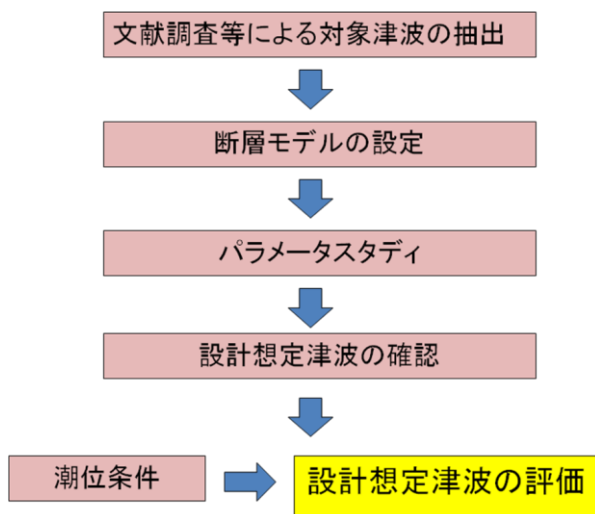 文献調査等による対象津波の抽出
断層モデルの設定
パラメータスタディ
設計想定津波の確認
潮位条件
設計想定津波の評価